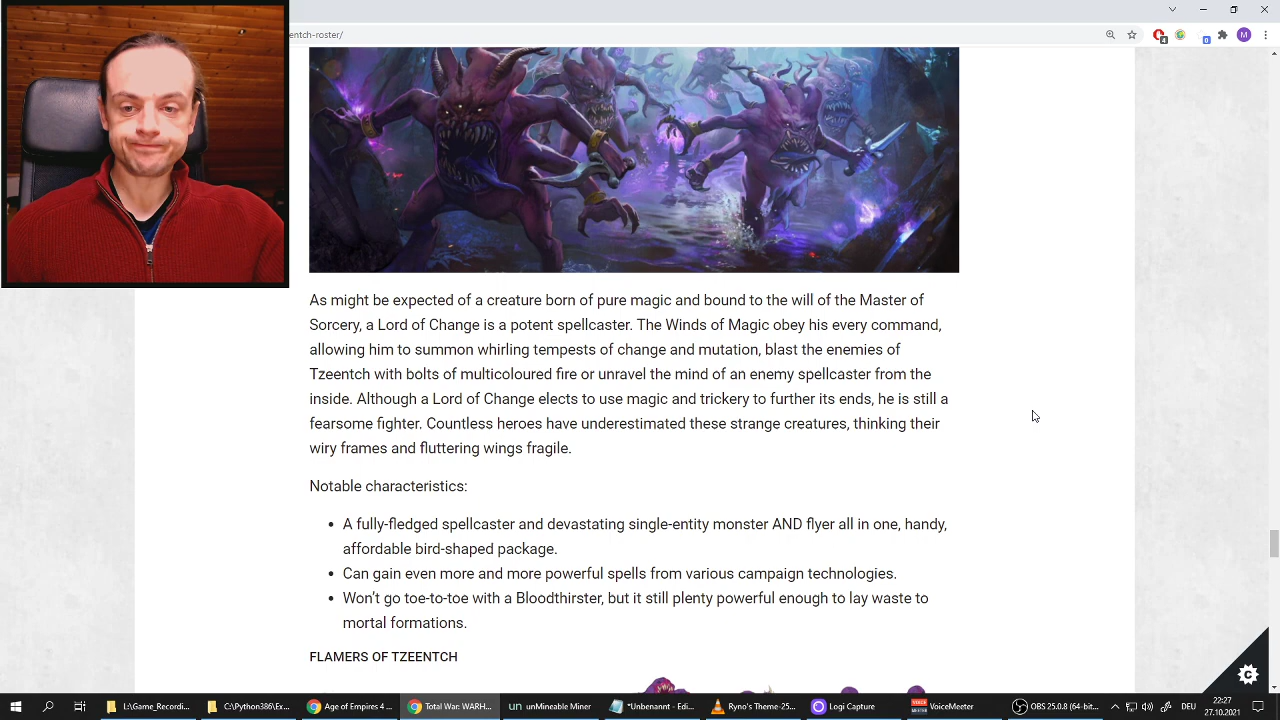 entch-roster/
4
0
M
As might be expected of a creature born of pure magic and bound to the will of the Master of
Sorcery, a Lord of Change is a potent spellcaster. The Winds of Magic obey his every command,
allowing him to summon whirling tempests of change and mutation, blast the enemies of
Tzeentch with bolts of multicoloured fire or unravel the mind of an enemy spellcaster from the
inside. Although a Lord of Change elects to use magic and trickery to further its ends, he is still a
fearsome fighter. Countless heroes have underestimated these strange creatures, thinking their
wiry frames and fluttering wings fragile.
Notable characteristics:
• A fully-fledged spellcaster and devastating single-entity monster AND flyer all in one, handy,
affordable bird-shaped package.
• Can gain even more and more powerful spells from various campaign technologies.
• Won't go toe-to-toe with a Bloodthirster, but it still plenty powerful enough to lay waste to
mortal formations.
FLAMERS OF TZEENTCH
L:\Game_Recordi...
C:\Python386\Ex...
Age of Empires 4...
Total War: WARH...
un unMineable Miner
*Unbenannt - Edi...
Ryno's Theme-25...
Logi Capture
VOICE MEETER VoiceMeeter
OBS 25.0.8 (64-bit...
DEU
22:27
27.10.2021